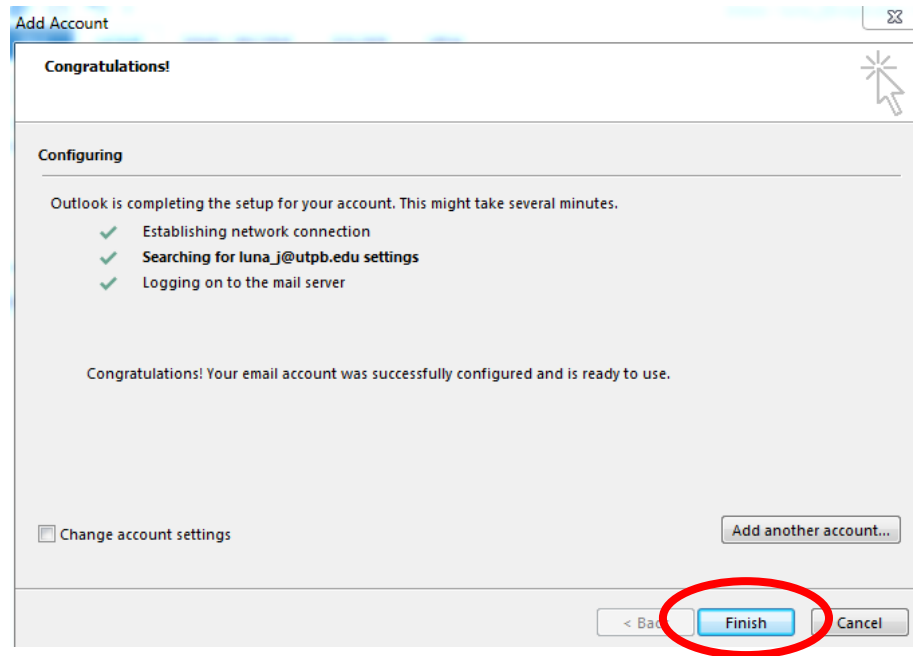 Add Account
Congratulations!
Configuring
Outlook is completing the setup for your account. This might take several minutes.
Establishing network connection
Searching for luna_j@utpb.edu settings
Logging on to the mail server
Congratulations! Your email account was successfully configured and is ready to use.
Change account settings
Add another account...
< Back Finish Cancel